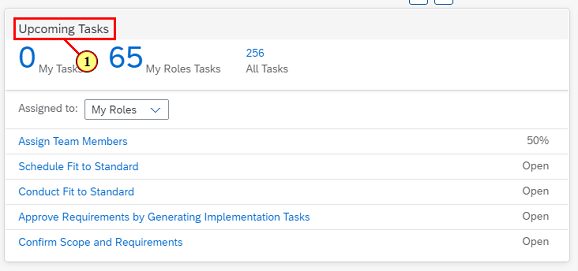 Upcoming Tasks
0 My Tasks 65 My Roles Tasks 256 All Tasks
1
Assigned to: My Roles
Assign Team Members 50%
Schedule Fit to Standard Open
Conduct Fit to Standard Open
Approve Requirements by Generating Implementation Tasks Open
Confirm Scope and Requirements Open